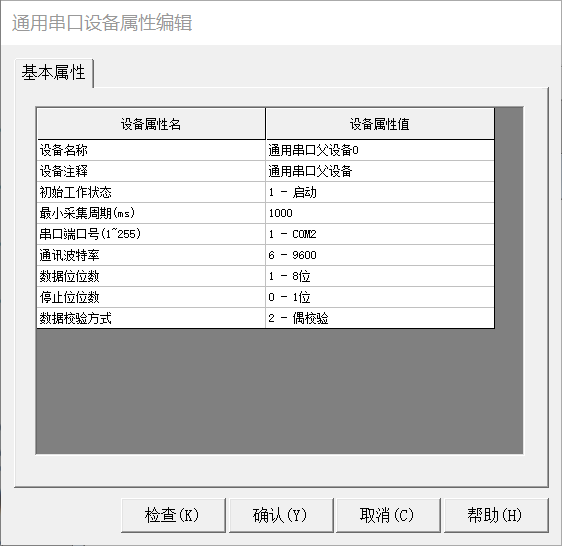 通用串口设备属性编辑
基本属性
设备属性名 设备属性值
设备名称 通用串口父设备0
设备注释 通用串口父设备
初始工作状态 1 - 启动
最小采集周期(ms) 1000
串口端口号(1~255) 1 - COM2
通讯波特率 6 - 9600
数据位位数 1 - 8位
停止位位数 0 - 1位
数据校验方式 2 - 偶校验
检查(K) 确认(Y) 取消(C) 帮助(H)